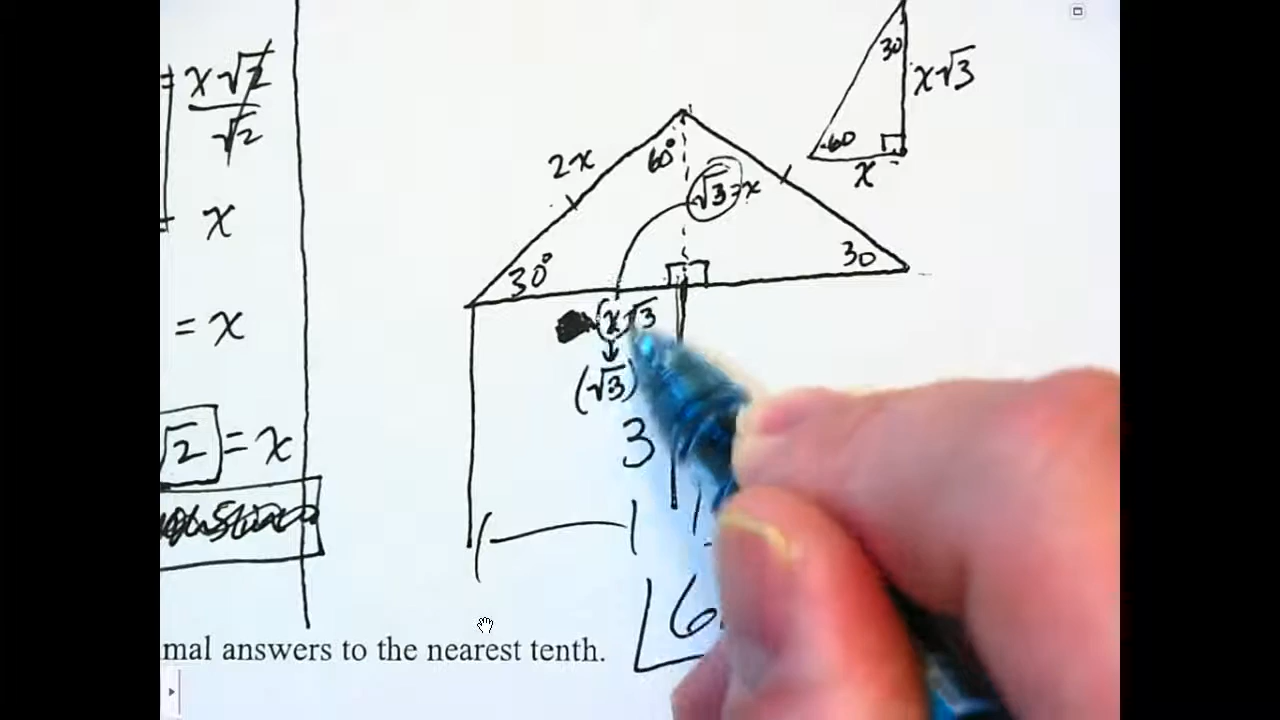 = x√2
√2
x
= x
√2 = x
2x
60°
√3 = x
30°
30
x√3
(√3)
3
6
30
x√3
60
x
mal answers to the nearest tenth.